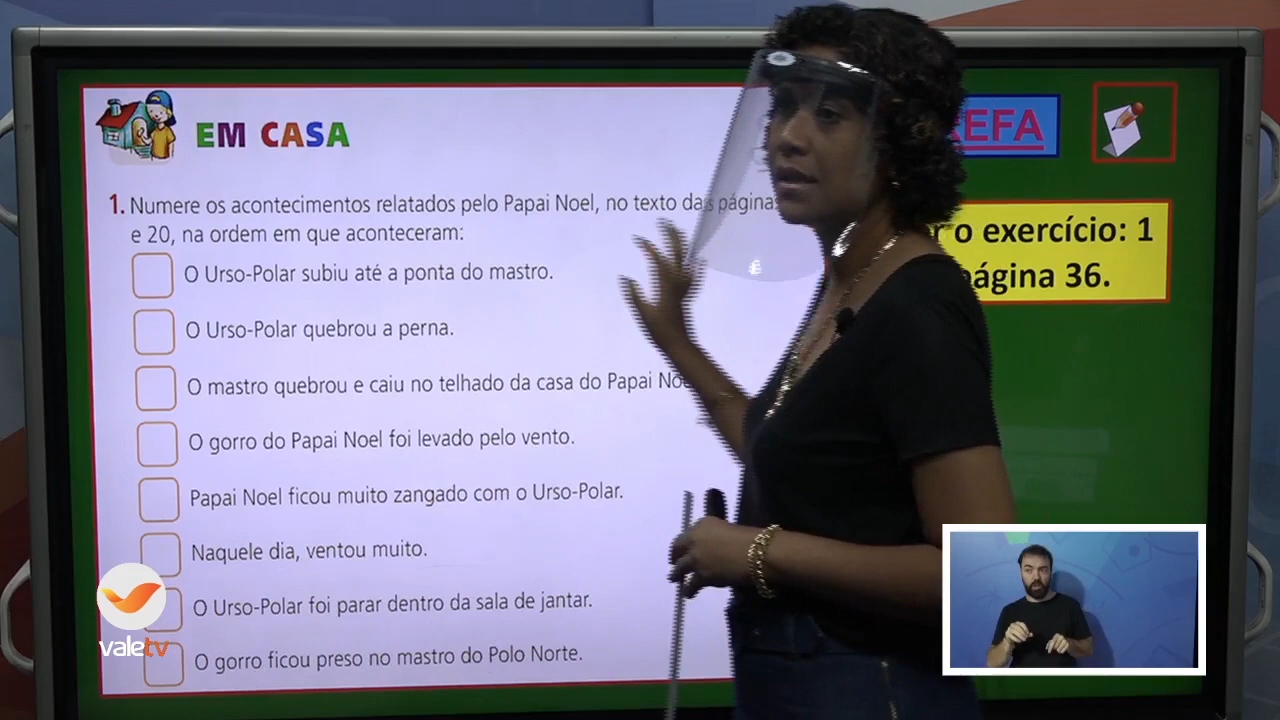 EM CASA
EFA
1. Numere os acontecimentos relatados pelo Papai Noel, no texto das página
e 20, na ordem em que aconteceram:
o exercício: 1
página 36.
O Urso-Polar subiu até a ponta do mastro.
O Urso-Polar quebrou a perna.
O mastro quebrou e caiu no telhado da casa do Papai No
O gorro do Papai Noel foi levado pelo vento.
Papai Noel ficou muito zangado com o Urso-Polar.
Naquele dia, ventou muito.
O Urso-Polar foi parar dentro da sala de jantar.
O gorro ficou preso no mastro do Polo Norte.
valetv